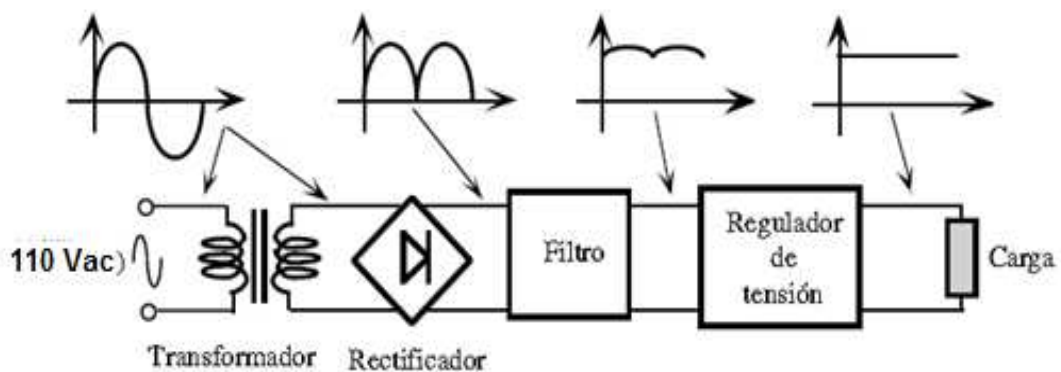 110 Vac)
Transformador
Rectificador
Filtro
Regulador
de
tensión
Carga